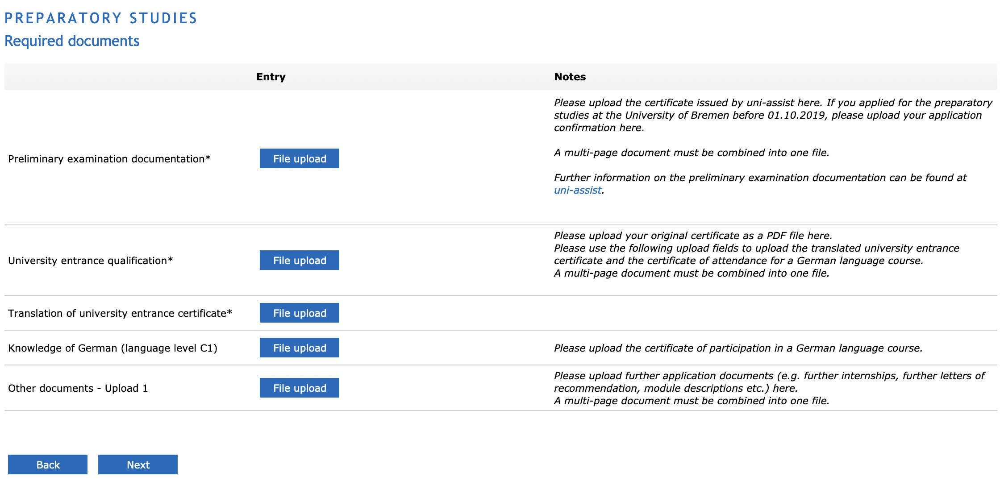 PREPARATORY STUDIES
Required documents
Entry Notes
Preliminary examination documentation* File upload
Please upload the certificate issued by uni-assist here. If you applied for the preparatory
studies at the University of Bremen before 01.10.2019, please upload your application
confirmation here.
A multi-page document must be combined into one file.
Further information on the preliminary examination documentation can be found at
uni-assist.
University entrance qualification* File upload
Please upload your original certificate as a PDF file here.
Please use the following upload fields to upload the translated university entrance
certificate and the certificate of attendance for a German language course.
A multi-page document must be combined into one file.
Translation of university entrance certificate* File upload
Knowledge of German (language level C1) File upload Please upload the certificate of participation in a German language course.
Other documents - Upload 1 File upload
Please upload further application documents (e.g. further internships, further letters of
recommendation, module descriptions etc.) here.
A multi-page document must be combined into one file.
Back Next